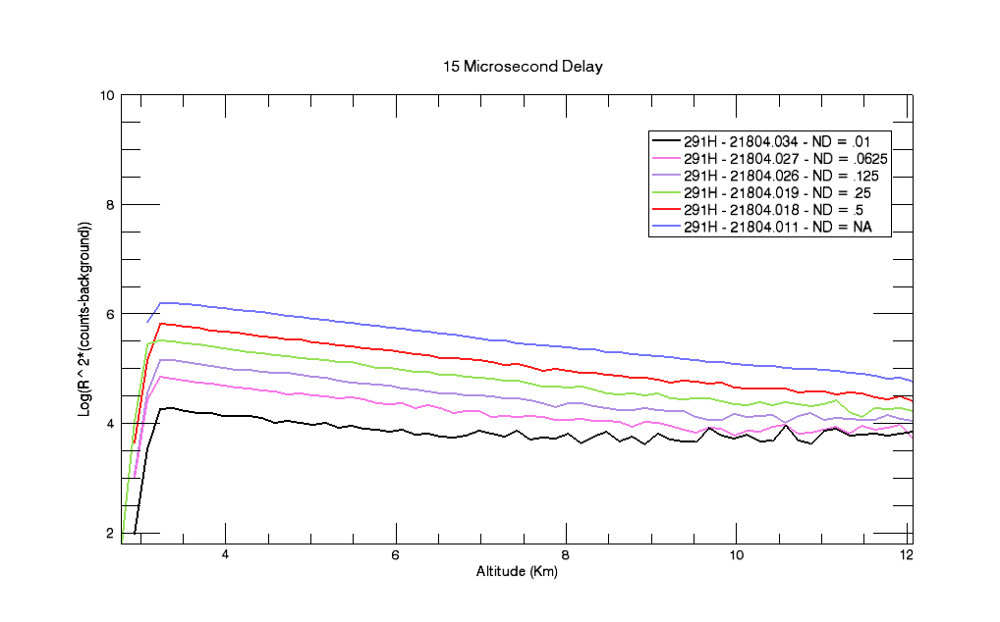 15 Microsecond Delay
10
8
6
4
2
Log(R ^ 2*(counts-background))
291H - 21804.034 - ND = .01
291H - 21804.027 - ND = .0625
291H - 21804.026 - ND = .125
291H - 21804.019 - ND = .25
291H - 21804.018 - ND = .5
291H - 21804.011 - ND = NA
4 6 8 10 12
Altitude (Km)